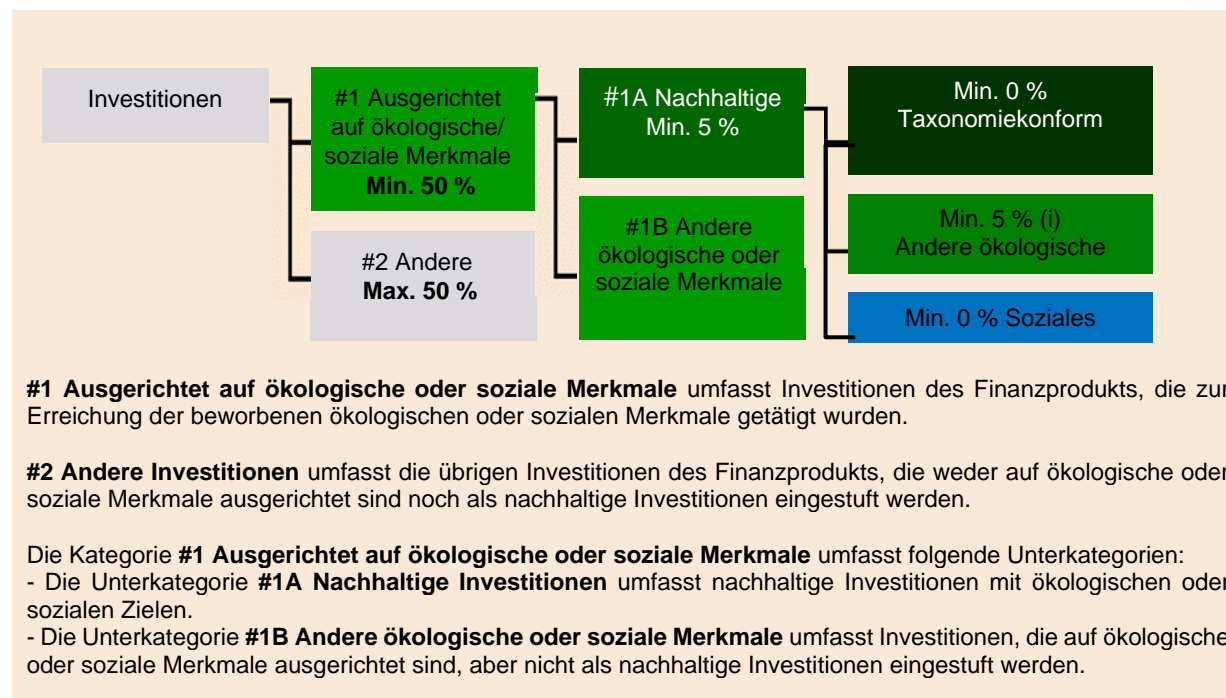 Investitionen
#1 Ausgerichtet
auf ökologische/
soziale Merkmale
Min. 50 %
#2 Andere
Max. 50 %
#1A Nachhaltige
Min. 5 %
#1B Andere
ökologische oder
soziale Merkmale
Min. 0 %
Taxonomiekonform
Min. 5 % (i)
Andere ökologische
Min. 0 % Soziales
#1 Ausgerichtet auf ökologische oder soziale Merkmale umfasst Investitionen des Finanzprodukts, die zur
Erreichung der beworbenen ökologischen oder sozialen Merkmale getätigt wurden.
#2 Andere Investitionen umfasst die übrigen Investitionen des Finanzprodukts, die weder auf ökologische oder
soziale Merkmale ausgerichtet sind noch als nachhaltige Investitionen eingestuft werden.
Die Kategorie #1 Ausgerichtet auf ökologische oder soziale Merkmale umfasst folgende Unterkategorien:
- Die Unterkategorie #1A Nachhaltige Investitionen umfasst nachhaltige Investitionen mit ökologischen oder
sozialen Zielen.
- Die Unterkategorie #1B Andere ökologische oder soziale Merkmale umfasst Investitionen, die auf ökologische
oder soziale Merkmale ausgerichtet sind, aber nicht als nachhaltige Investitionen eingestuft werden.